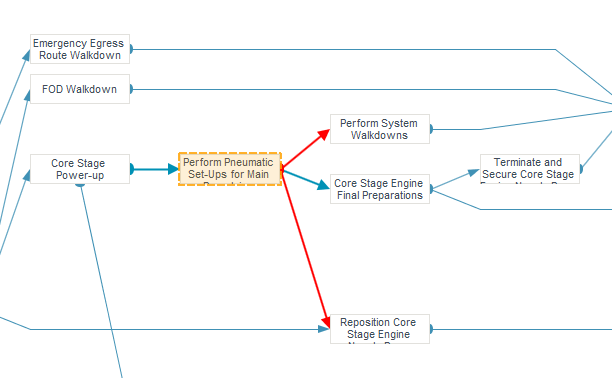 Emergency Egress
Route Walkdown
FOD Walkdown
Core Stage
Power-up
Perform Pneumatic
Set-Ups for Main
Perform System
Walkdowns
Core Stage Engine
Final Preparations
Terminate and
Secure Core Stage
Reposition Core
Stage Engine